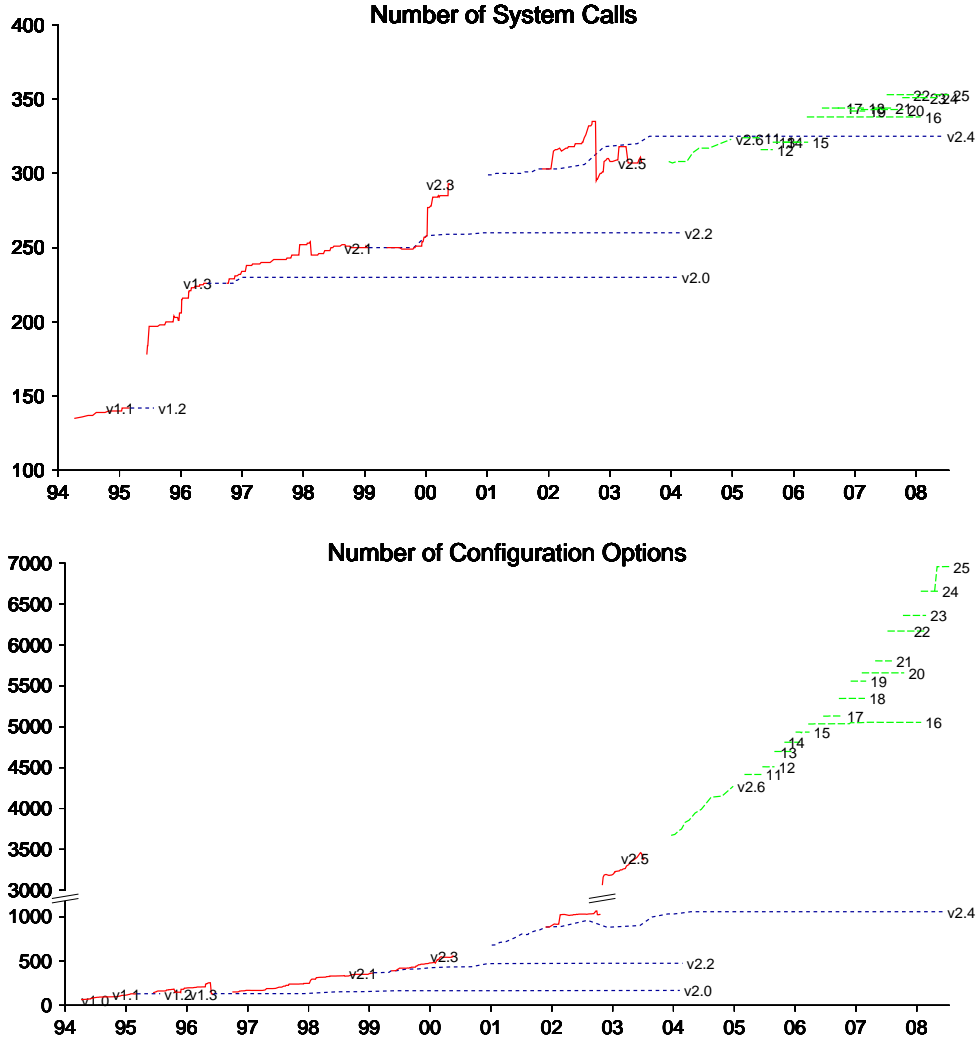 Number of System Calls
400
350
300
250
200
150
100
22 23 24 25
17 18 19 21 20 16
v2.6 11 12 13 14 15
v2.4
v2.5
v2.3
v2.2
v2.1
v2.0
v1.3
v1.1 v1.2
94 95 96 97 99 00 01 02 03 04 05 06 07 08
Number of Configuration Options
7000
6500
6000
5500
5000
4500
4000
3500
3000
1000
500
0
25
24
23
22
21
20
19
18
17
16
15
14
13
12
11
v2.6
v2.5
v2.4
v2.3
v2.2
v2.1
v2.0
v1.0 v1.1 v1.2 v1.3
94 95 96 97 98 99 00 01 02 03 04 05 06 07 08